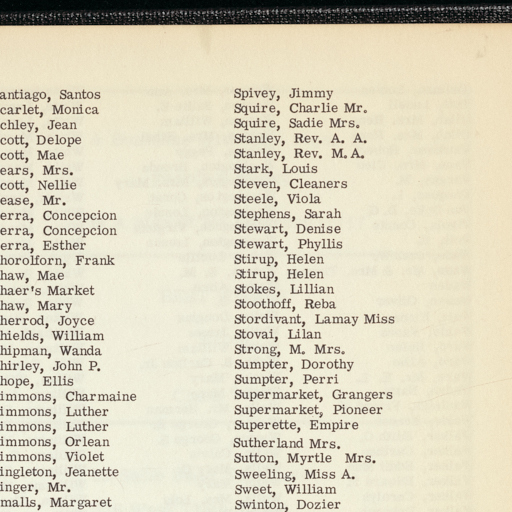 antiago, Santos
carlet, Monica
chley, Jean
cott, Delope
cott, Mae
ears, Mrs.
cott, Nellie
ease, Mr.
erra, Concepcion
erra, Concepcion
erra, Esther
horolforn, Frank
haw, Mae
haer's Market
haw, Mary
herrod, Joyce
hields, William
hipman, Wanda
hirley, John P.
hope, Ellis
immons, Charmaine
immons, Luther
immons, Luther
immons, Orlean
immons, Violet
ingleton, Jeanette
inger, Mr.
malls, Margaret
Spivey, Jimmy
Squire, Charlie Mr.
Squire, Sadie Mrs.
Stanley, Rev. A. A.
Stanley, Rev. M.A.
Stark, Louis
Steven, Cleaners
Steele, Viola
Stephens, Sarah
Stewart, Denise
Stewart, Phyllis
Stirup, Helen
Stirup, Helen
Stokes, Lillian
Stoothoff, Reba
Stordivant, Lamay Miss
Stovai, Lilan
Strong, M. Mrs.
Sumpter, Dorothy
Sumpter, Perri
Supermarket, Grangers
Supermarket, Pioneer
Superette, Empire
Sutherland Mrs.
Sutton, Myrtle Mrs.
Sweeling, Miss A.
Sweet, William
Swinton, Dozier